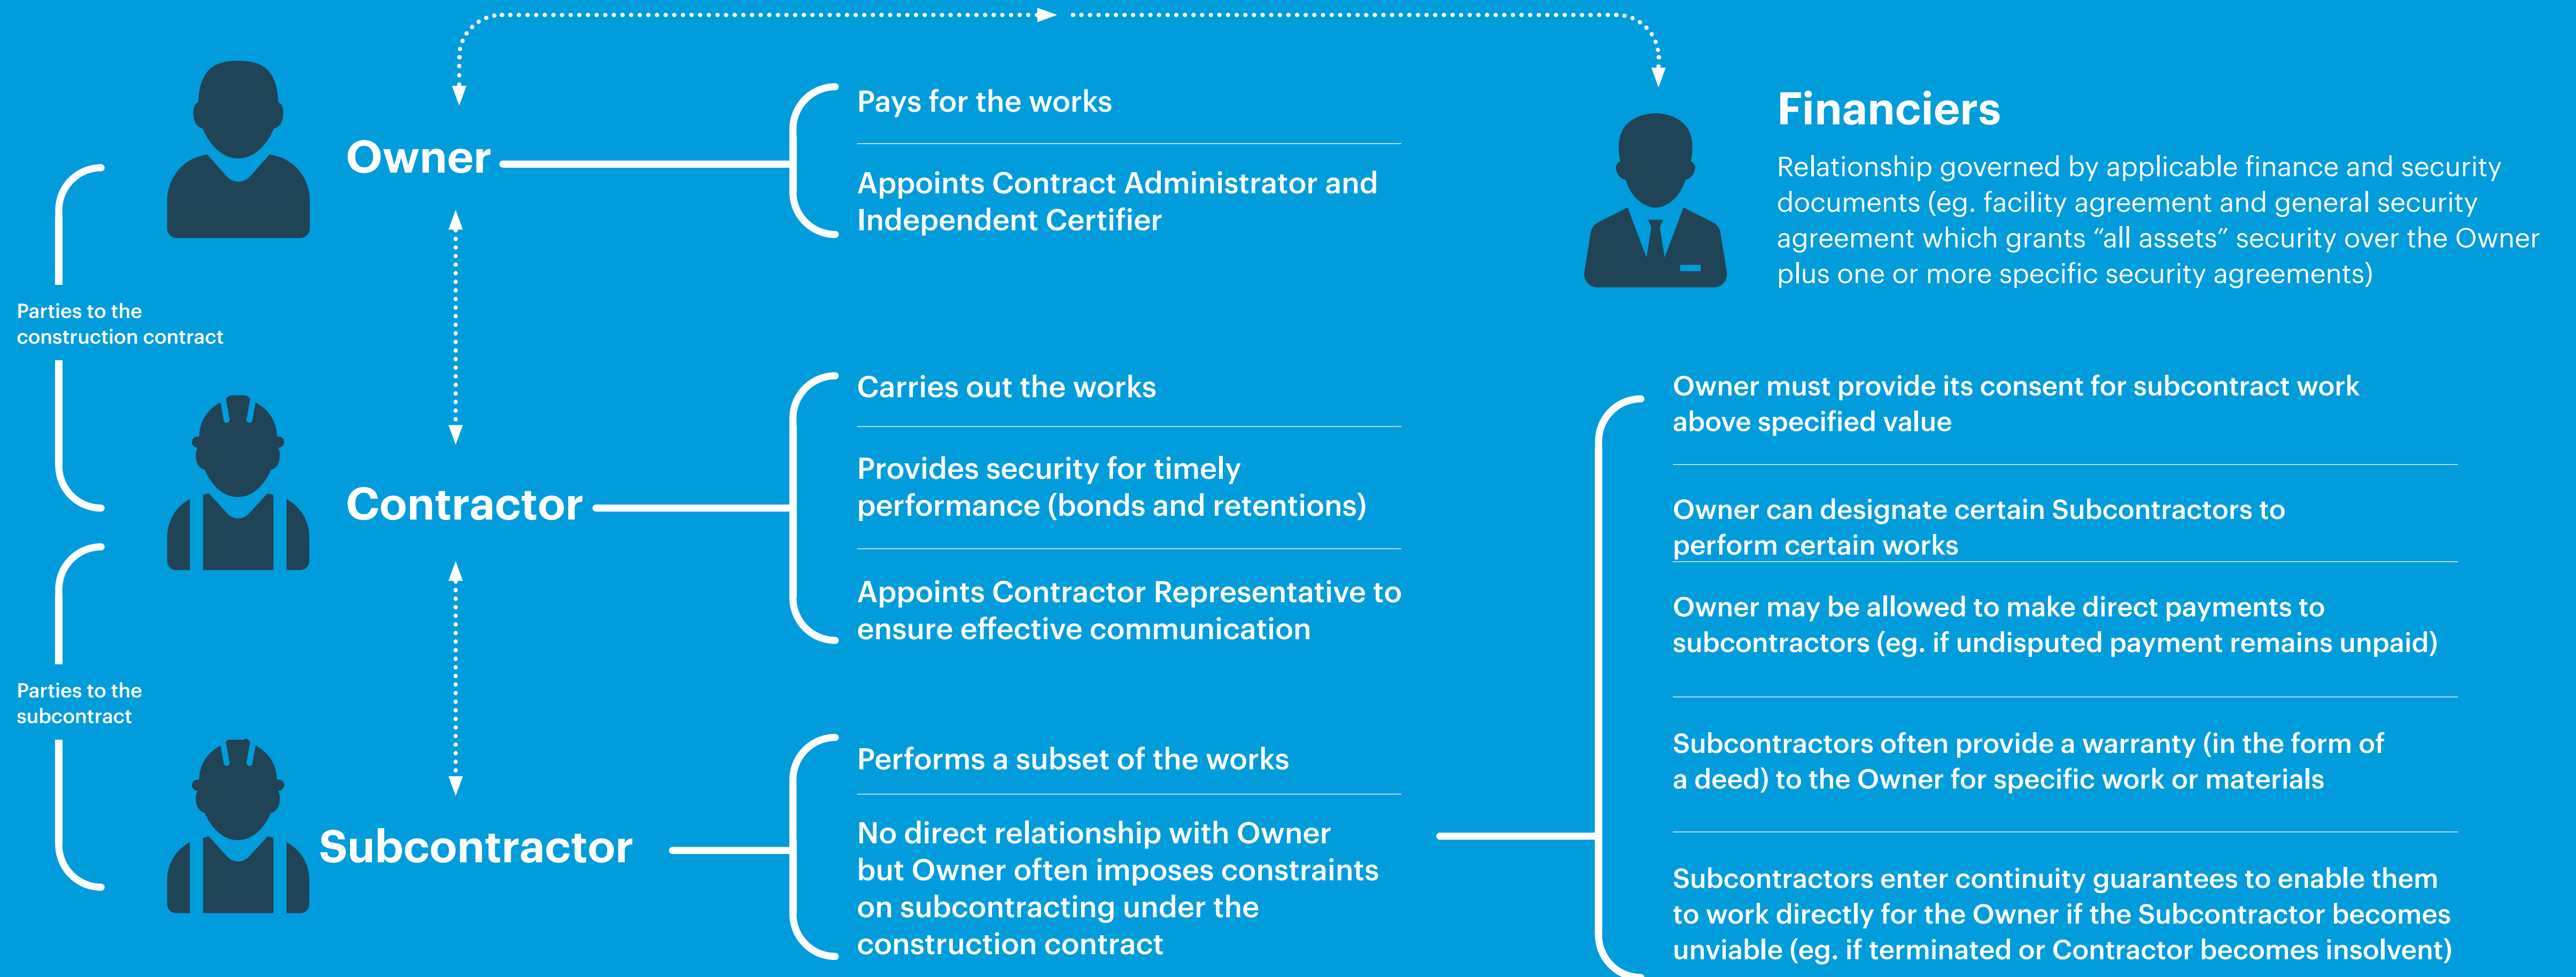 Owner
Pays for the works
Appoints Contract Administrator and
Independent Certifier
Financiers
Relationship governed by applicable finance and security
documents (eg. facility agreement and general security
agreement which grants “all assets” security over the Owner
plus one or more specific security agreements)
Parties to the
construction contract
Contractor
Carries out the works
Provides security for timely
performance (bonds and retentions)
Appoints Contractor Representative to
ensure effective communication
Parties to the
subcontract
Subcontractor
Performs a subset of the works
No direct relationship with Owner
but Owner often imposes constraints
on subcontracting under the
construction contract
Owner must provide its consent for subcontract work
above specified value
Owner can designate certain Subcontractors to
perform certain works
Owner may be allowed to make direct payments to
subcontractors (eg. if undisputed payment remains unpaid)
Subcontractors often provide a warranty (in the form of
a deed) to the Owner for specific work or materials
Subcontractors enter continuity guarantees to enable them
to work directly for the Owner if the Subcontractor becomes
unviable (eg. if terminated or Contractor becomes insolvent)